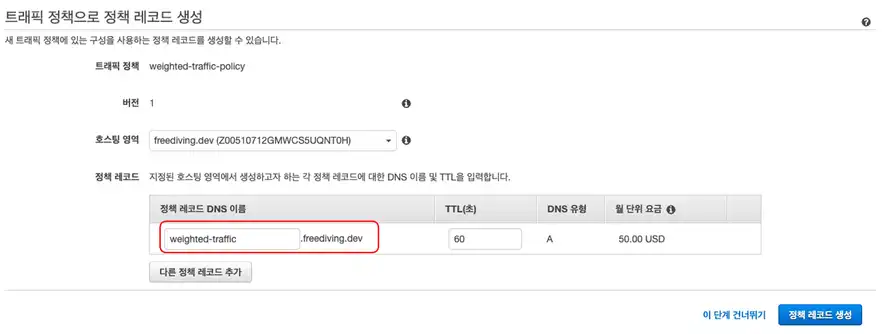 트래픽 정책으로 정책 레코드 생성
새 트래픽 정책에 있는 구성을 사용하는 정책 레코드를 생성할 수 있습니다.
트래픽 정책 weighted-traffic-policy
버전 1
호스팅 영역 freediving.dev (Z00510712GMWCS5UQNT0H)
정책 레코드 지정된 호스팅 영역에서 생성하고자 하는 각 정책 레코드에 대한 DNS 이름 및 TTL을 입력합니다.
정책 레코드 DNS 이름 TTL(초) DNS 유형 월 단위 요금
weighted-traffic .freediving.dev 60 A 50.00 USD
다른 정책 레코드 추가
이 단계 건너뛰기 정책 레코드 생성